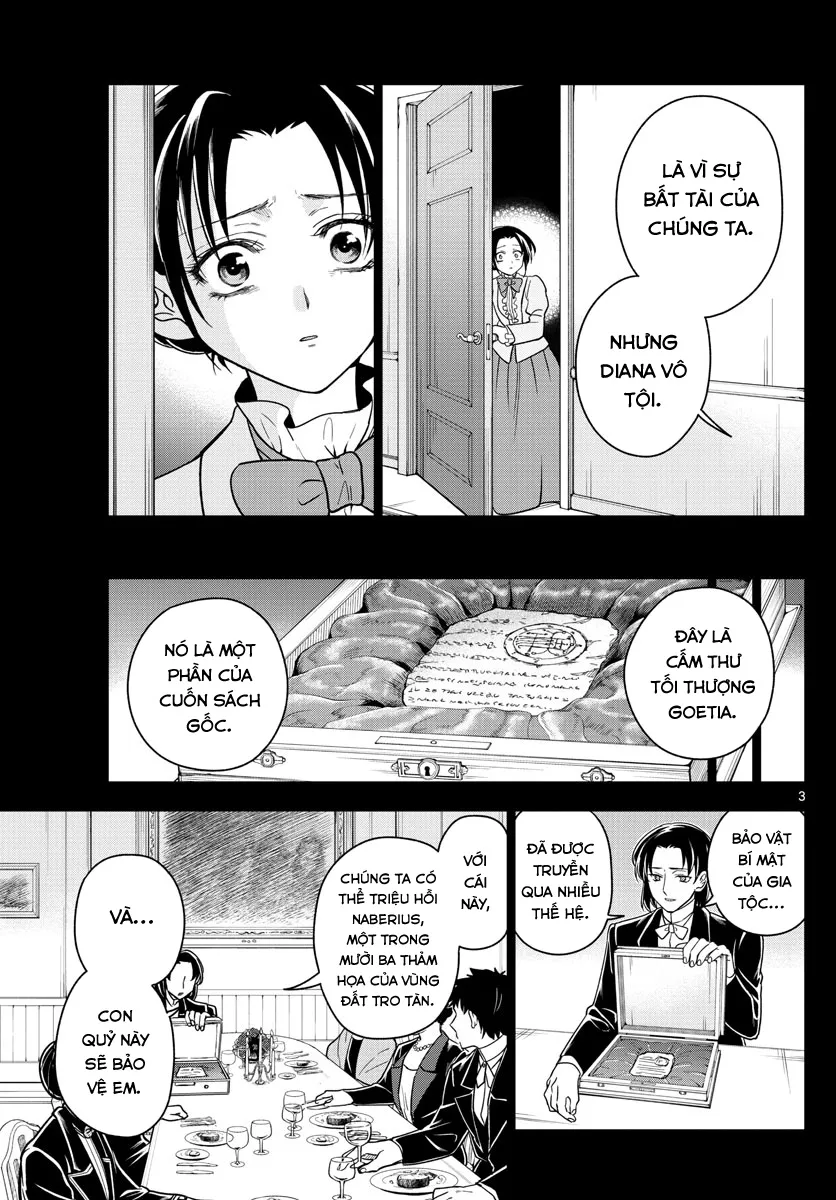 LÀ VÌ SỰ
BẤT TÀI CỦA
CHÚNG TA.
NHƯNG
DIANA VÔ
TỘI.
ĐÂY LÀ
CẤM THƯ
TỐI THƯỢNG
GOETIA.
NÓ LÀ MỘT
PHẦN CỦA
CUỐN SÁCH
GỐC.
3
BẢO VẬT
BÍ MẬT
CỦA GIA
TỘC...
ĐÃ ĐƯỢC
TRUYỀN
QUA NHIỀU
THẾ HỆ.
VỚI
CÁI NÀY,
CHÚNG TA CÓ
THỂ TRIỆU HỒI
NABERIUS,
MỘT TRONG
MƯỜI BA THẢM
HỌA CỦA VÙNG
ĐẤT TRO TÀN.
VÀ...
CON
QUỶ NÀY
SẼ BẢO
VỆ EM.